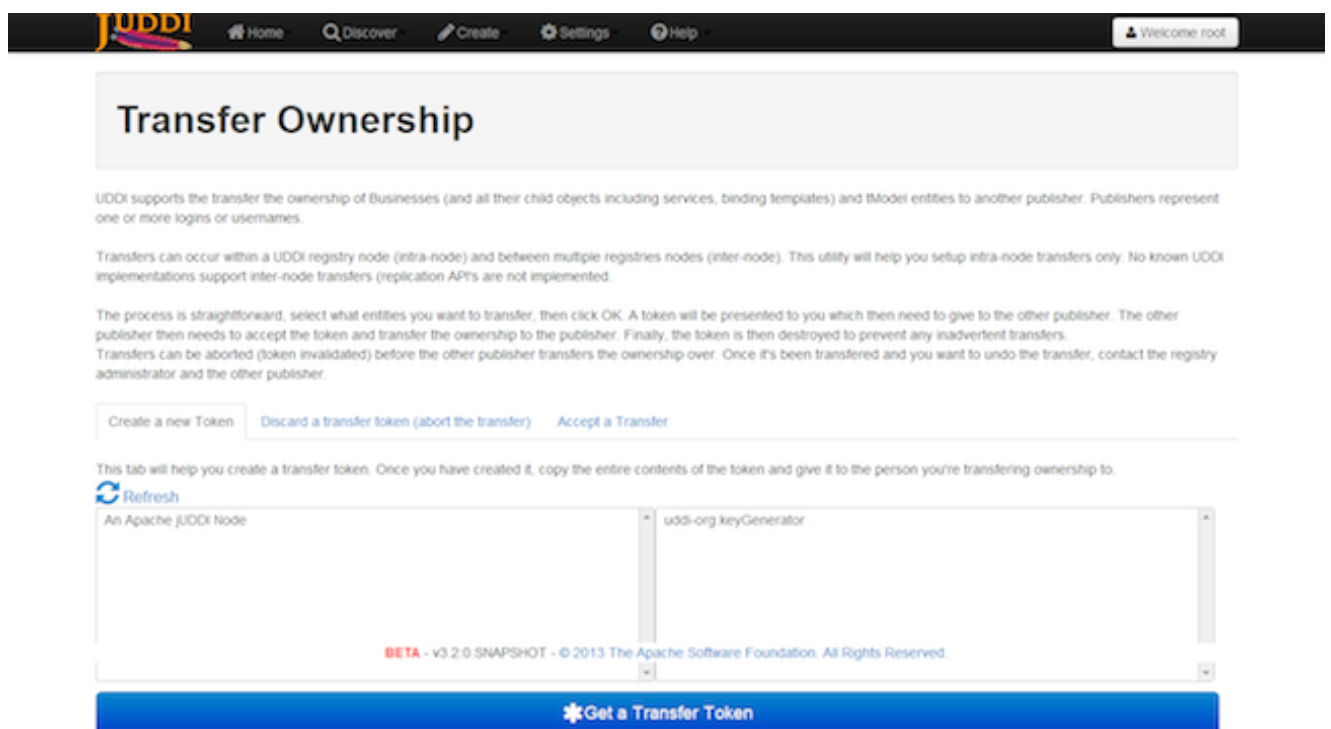 jUDDI Home Discover Create Settings Help Welcome root
Transfer Ownership
UDDI supports the transfer the ownership of Businesses (and all their child objects including services, binding templates) and tModel entities to another publisher. Publishers represent
one or more logins or usernames.
Transfers can occur within a UDDI registry node (intra-node) and between multiple registries nodes (inter-node). This utility will help you setup intra-node transfers only. No known UDDI
implementations support inter-node transfers (replication API's are not implemented.
The process is straightforward, select what entities you want to transfer, then click OK. A token will be presented to you which then need to give to the other publisher. The other
publisher then needs to accept the token and transfer the ownership to the publisher. Finally, the token is then destroyed to prevent any inadvertent transfers.
Transfers can be aborted (token invalidated) before the other publisher transfers the ownership over. Once it's been transfered and you want to undo the transfer, contact the registry
administrator and the other publisher.
Create a new Token Discard a transfer token (abort the transfer) Accept a Transfer
This tab will help you create a transfer token. Once you have created it, copy the entire contents of the token and give it to the person you're transfering ownership to.
Refresh
An Apache jUDDI Node uddi-org:keyGenerator
BETA - v3.2.0.SNAPSHOT - © 2013 The Apache Software Foundation. All Rights Reserved.
Get a Transfer Token